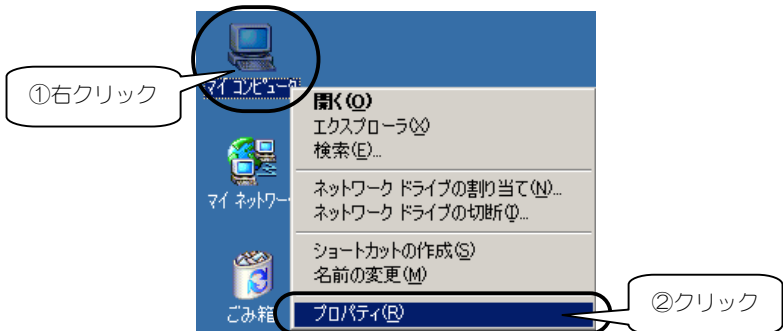 ①右クリック
マイ コンピュータ
開く(O)
エクスプローラ(X)
検索(E)...
マイ ネットワー
ネットワーク ドライブの割り当て(N)...
ネットワーク ドライブの切断(I)...
ショートカットの作成(S)
名前の変更(M)
ごみ箱
プロパティ(R)
②クリック